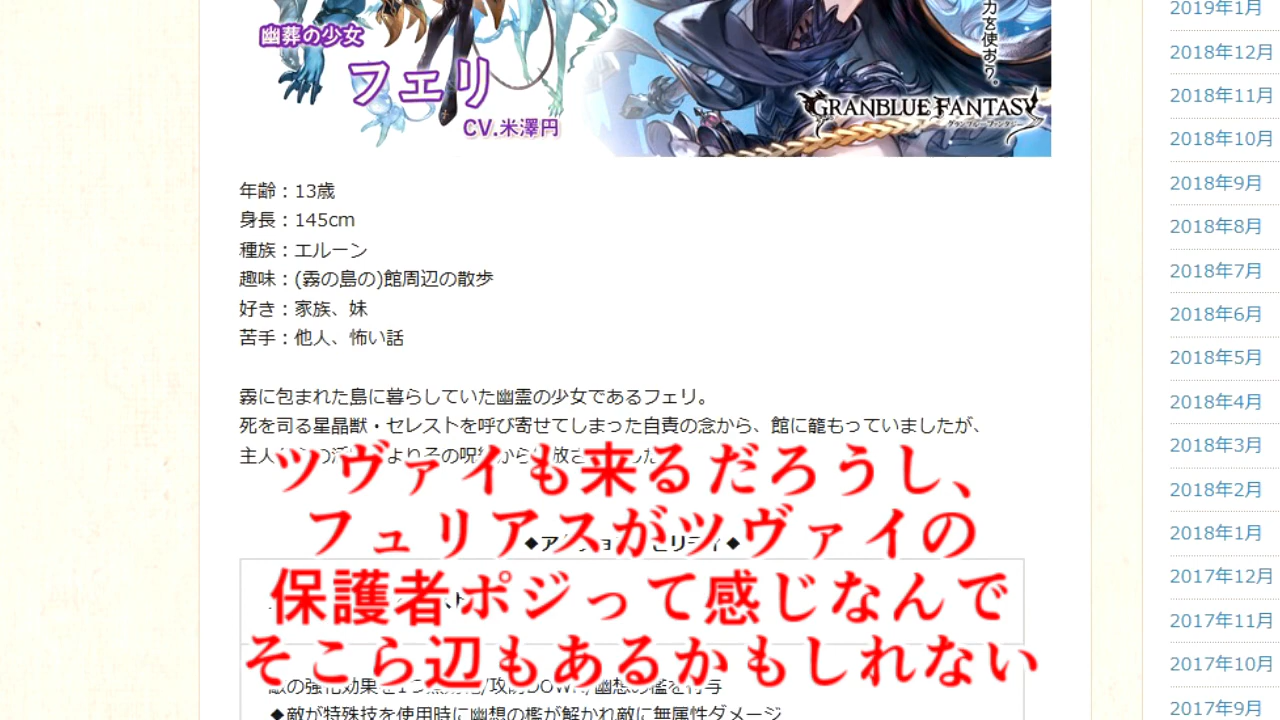 力を使おう。
幽葬の少女
フェリ
CV.米澤円
GRANBLUE FANTASY
グランブルーファンタジー
年齢：13歳
身長：145cm
種族：エルーン
趣味：(霧の島の)館周辺の散歩
好き：家族、妹
苦手：他人、怖い話
霧に包まれた島に暮らしていた幽霊の少女であるフェリ。
死を司る星晶獣・セレストを呼び寄せてしまった自責の念から、館に籠もっていましたが、
主人
ツヴァイも来るだろうし、
フュリアスがツヴァイの
保護者ポジって感じなんで
そこら辺もあるかもしれない
◆敵が特殊技を使用時に幽想の檻が解かれ敵に無属性ダメージ
2019年1月
2018年12月
2018年11月
2018年10月
2018年9月
2018年8月
2018年7月
2018年6月
2018年5月
2018年4月
2018年3月
2018年2月
2018年1月
2017年12月
2017年11月
2017年10月
2017年9月